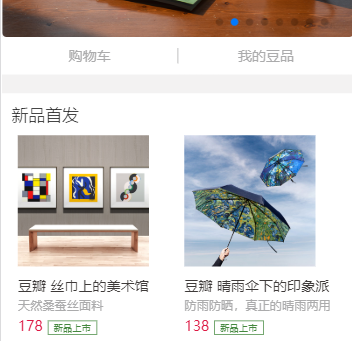 购物车 我的豆品
新品首发
豆瓣 丝巾上的美术馆
天然桑蚕丝面料
178 新品上市
豆瓣 晴雨伞下的印象派
防雨防晒，真正的晴雨两用
138 新品上市